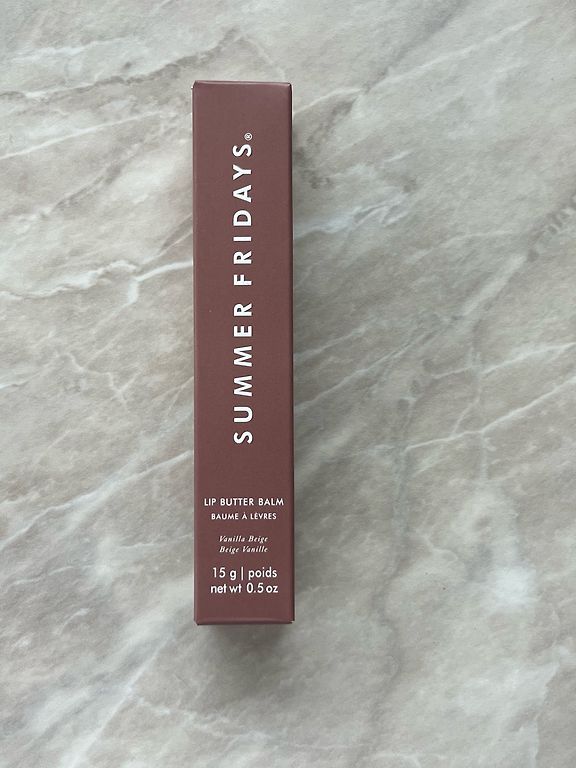 SUMMER FRIDAYS®
LIP BUTTER BALM
BAUME À LÈVRES
Vanilla Beige
Beige Vanille
15 g | poids
net wt 0.5 oz